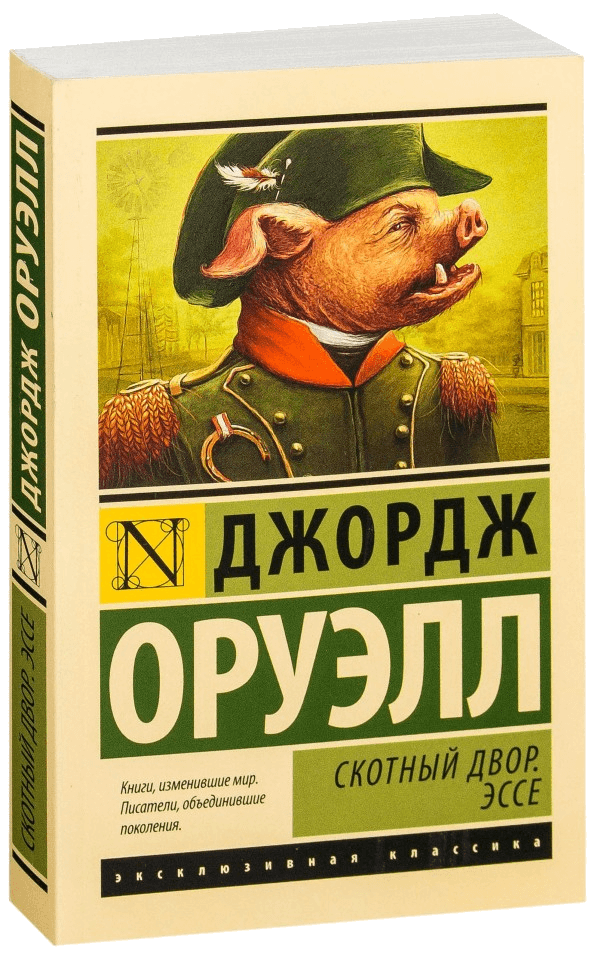 ДЖОРДЖ ОРУЭЛЛ
N
СКОТНЫЙ ДВОР. ЭССЕ
N
ДЖОРДЖ
ОРУЭЛЛ
СКОТНЫЙ ДВОР.
ЭССЕ
Книги, изменившие мир.
Писатели, объединившие
поколения.
эксклюзивная классика